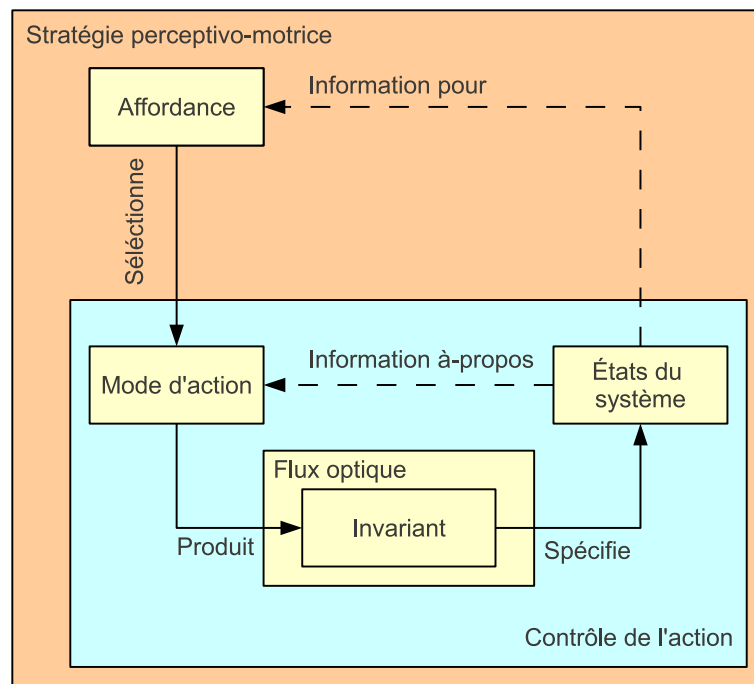 Stratégie perceptivo-motrice
Information pour
Affordance
Séléctionne
Information à-propos
Mode d'action
États du
système
Flux optique
Invariant
Produit
Spécifie
Contrôle de l'action